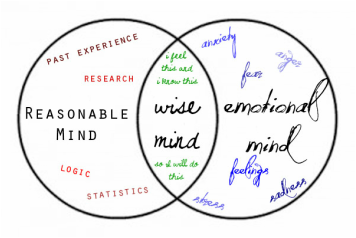 PAST EXPERIENCE
RESEARCH
REASONABLE
MIND
LOGIC
STATISTICS
i feel
this and
i know this
wise
mind
so i will do
this
anxiety
anger
fear
emotional
mind
feelings
stress
sadness